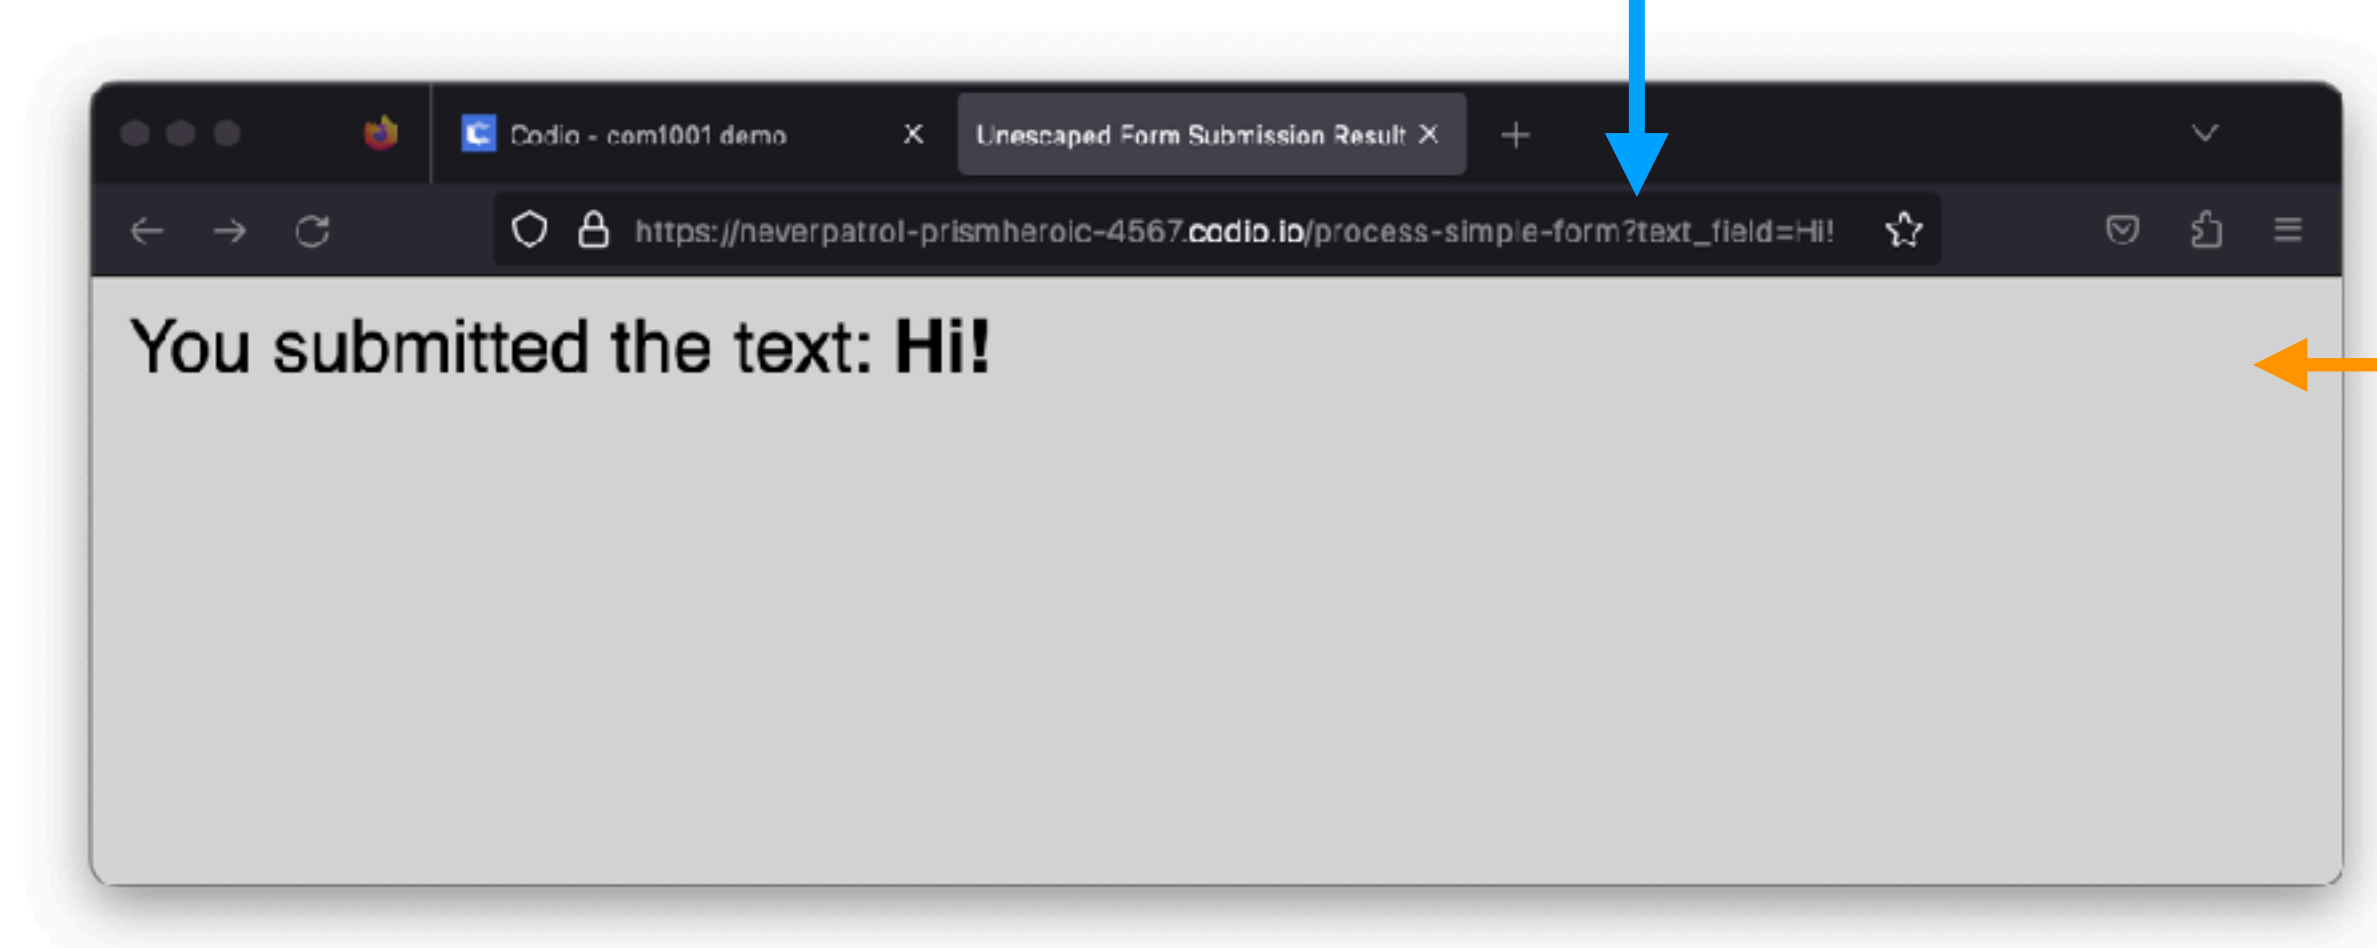 Codio - com1001 demo
Unescaped Form Submission Result
https://neverpatrol-prismheroic-4567.codio.io/process-simple-form?text_field=Hi!
You submitted the text: Hi!